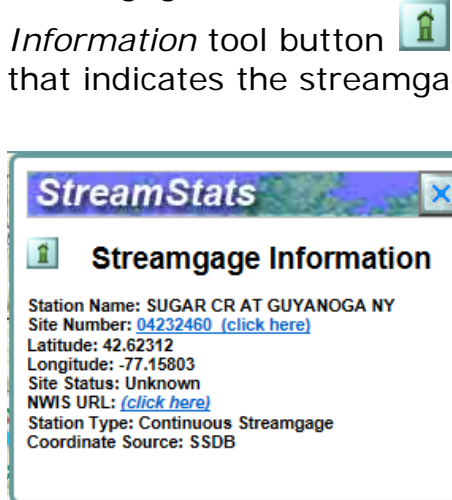 Information tool button
that indicates the streamga
StreamStats
Streamgage Information
Station Name: SUGAR CR AT GUYANOGA NY
Site Number: 04232460 (click here)
Latitude: 42.62312
Longitude: -77.15803
Site Status: Unknown
NWIS URL: (click here)
Station Type: Continuous Streamgage
Coordinate Source: SSDB